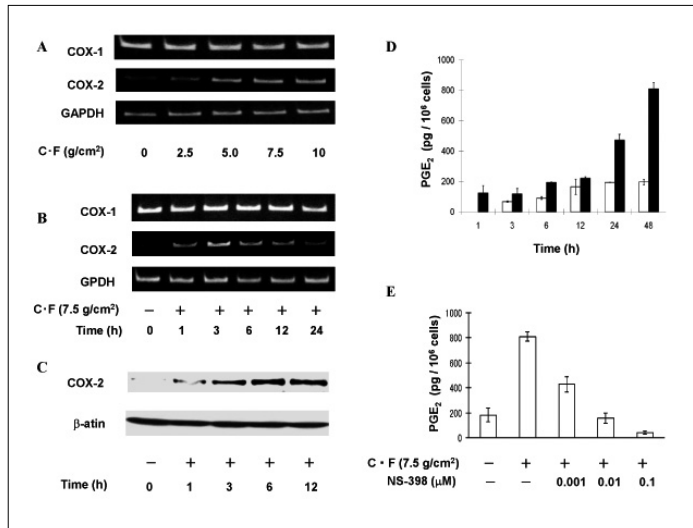 A
COX-1
COX-2
GAPDH
C·F (g/cm²) 0 2.5 5.0 7.5 10
B
COX-1
COX-2
GPDH
C·F (7.5 g/cm²) – + + + + +
Time (h) 0 1 3 6 12 24
C
COX-2
β-atin
– + + + +
Time (h) 0 1 3 6 12
D
PGE₂ (pg / 10⁶ cells)
1000
800
600
400
200
0
1 3 6 12 24 48
Time (h)
E
PGE₂ (pg / 10⁶ cells)
1000
800
600
400
200
0
C · F (7.5 g/cm²) – + + + +
NS-398 (μM) – – 0.001 0.01 0.1